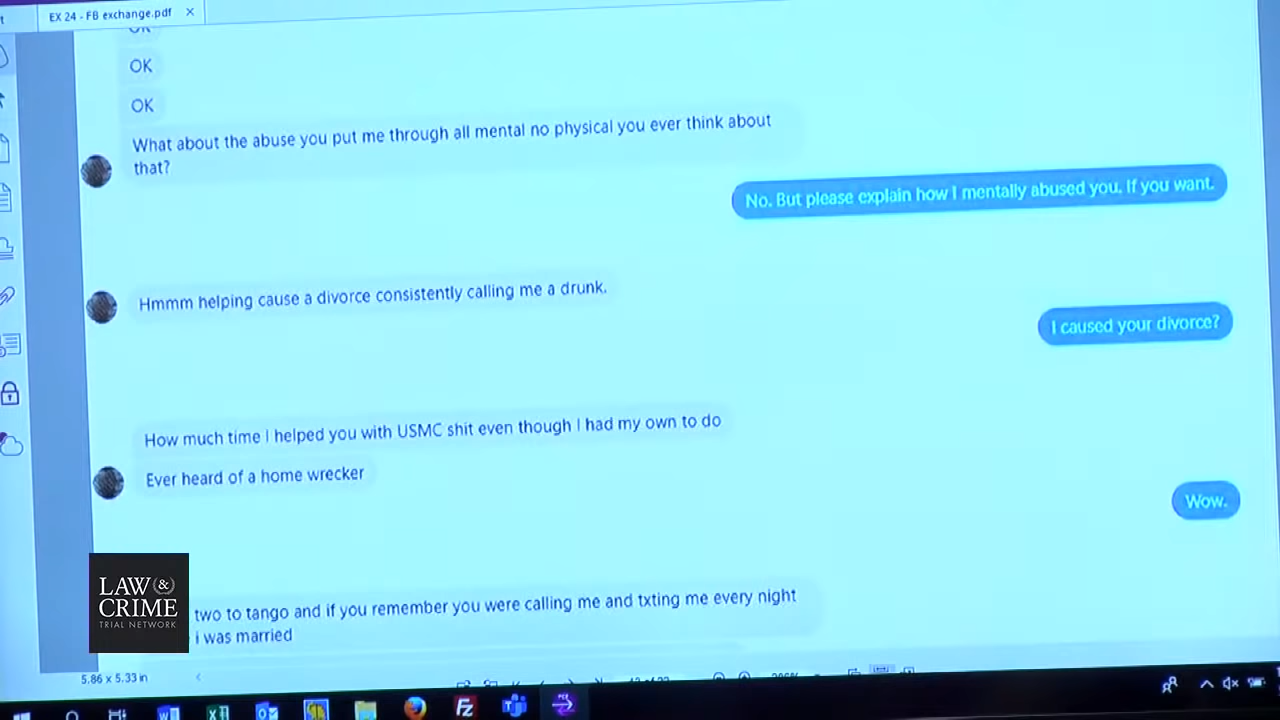 EX 24 - FB exchange.pdf ×
OK
OK
OK
What about the abuse you put me through all mental no physical you ever think about
that?
No. But please explain how I mentally abused you. If you want.
Hmmm helping cause a divorce consistently calling me a drunk.
I caused your divorce?
How much time I helped you with USMC shit even though I had my own to do
Ever heard of a home wrecker
Wow.
two to tango and if you remember you were calling me and txting me every night
i was married
LAW &
CRIME
TRIAL NETWORK
5.86 x 5.33 in